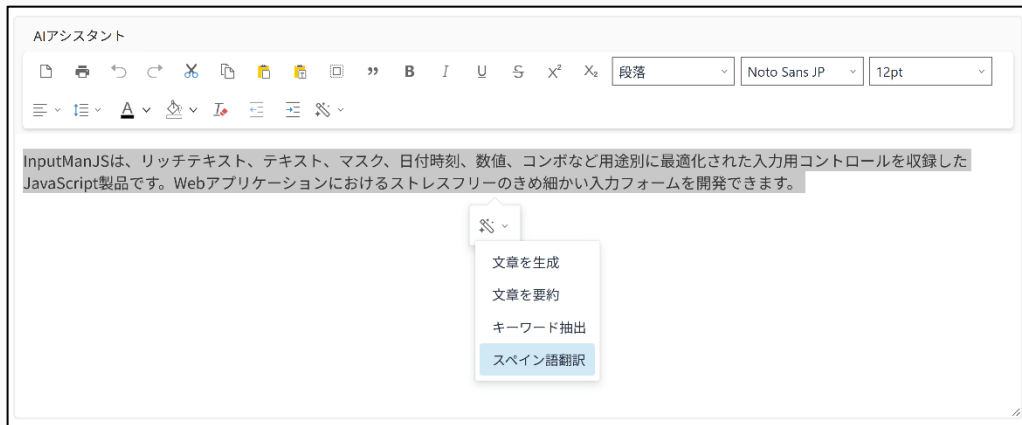 AIアシスタント
B I U S X² X₂ 段落 Noto Sans JP 12pt
A
InputManJSは、リッチテキスト、テキスト、マスク、日付時刻、数値、コンボなど用途別に最適化された入力用コントロールを収録した
JavaScript製品です。Webアプリケーションにおけるストレスフリーのきめ細かい入力フォームを開発できます。
文章を生成
文章を要約
キーワード抽出
スペイン語翻訳